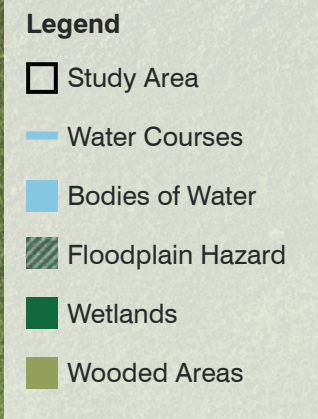 Legend
Study Area
Water Courses
Bodies of Water
Floodplain Hazard
Wetlands
Wooded Areas